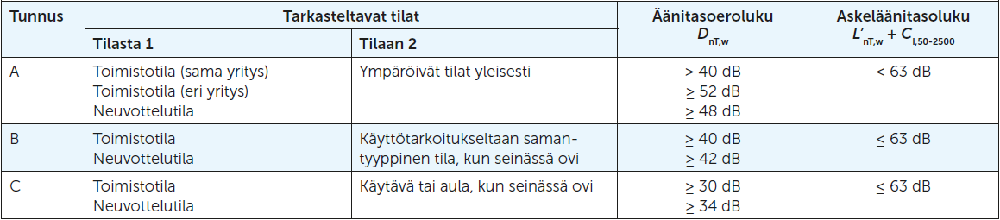 Tunnus Tarkasteltavat tilat Äänitasoeroluku Askeläänitasoluku
Tilasta 1 Tilaan 2 DnT,w L’nT,w + CI,50-2500
A Toimistotila (sama yritys) Ympäröivät tilat yleisesti ≥ 40 dB ≤ 63 dB
Toimistotila (eri yritys) ≥ 52 dB
Neuvottelutila ≥ 48 dB
B Toimistotila Käyttötarkoitukseltaan saman- ≥ 40 dB ≤ 63 dB
Neuvottelutila tyyppinen tila, kun seinässä ovi ≥ 42 dB
C Toimistotila Käytävä tai aula, kun seinässä ovi ≥ 30 dB ≤ 63 dB
Neuvottelutila ≥ 34 dB